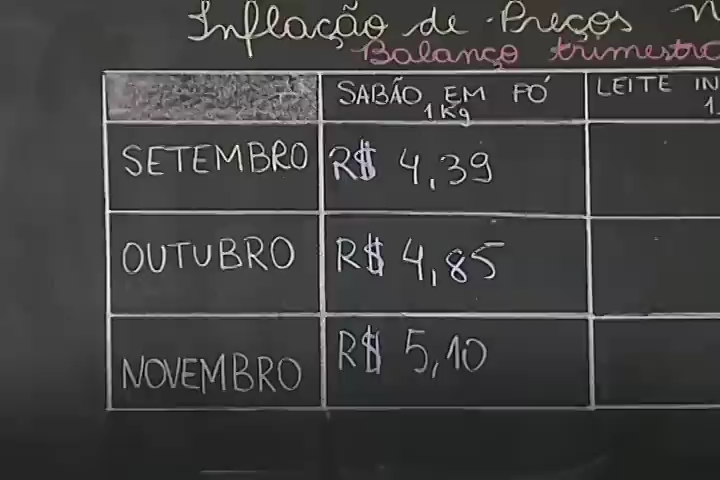 Inflação de Preços
Balanço
SABÃO EM PÓ
1 Kg
LEITE
SETEMBRO R$ 4,39
OUTUBRO R$ 4,85
NOVEMBRO R$ 5,10